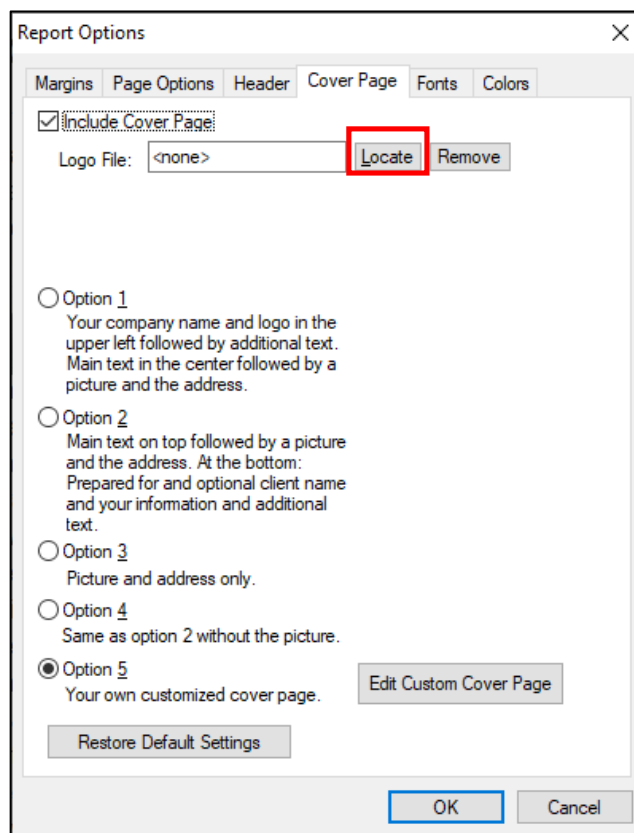 Report Options
Margins Page Options Header Cover Page Fonts Colors
Include Cover Page
Logo File: <none> Locate Remove
Option 1
Your company name and logo in the
upper left followed by additional text.
Main text in the center followed by a
picture and the address.
Option 2
Main text on top followed by a picture
and the address. At the bottom:
Prepared for and optional client name
and your information and additional
text.
Option 3
Picture and address only.
Option 4
Same as option 2 without the picture.
Option 5
Your own customized cover page.
Edit Custom Cover Page
Restore Default Settings
OK Cancel